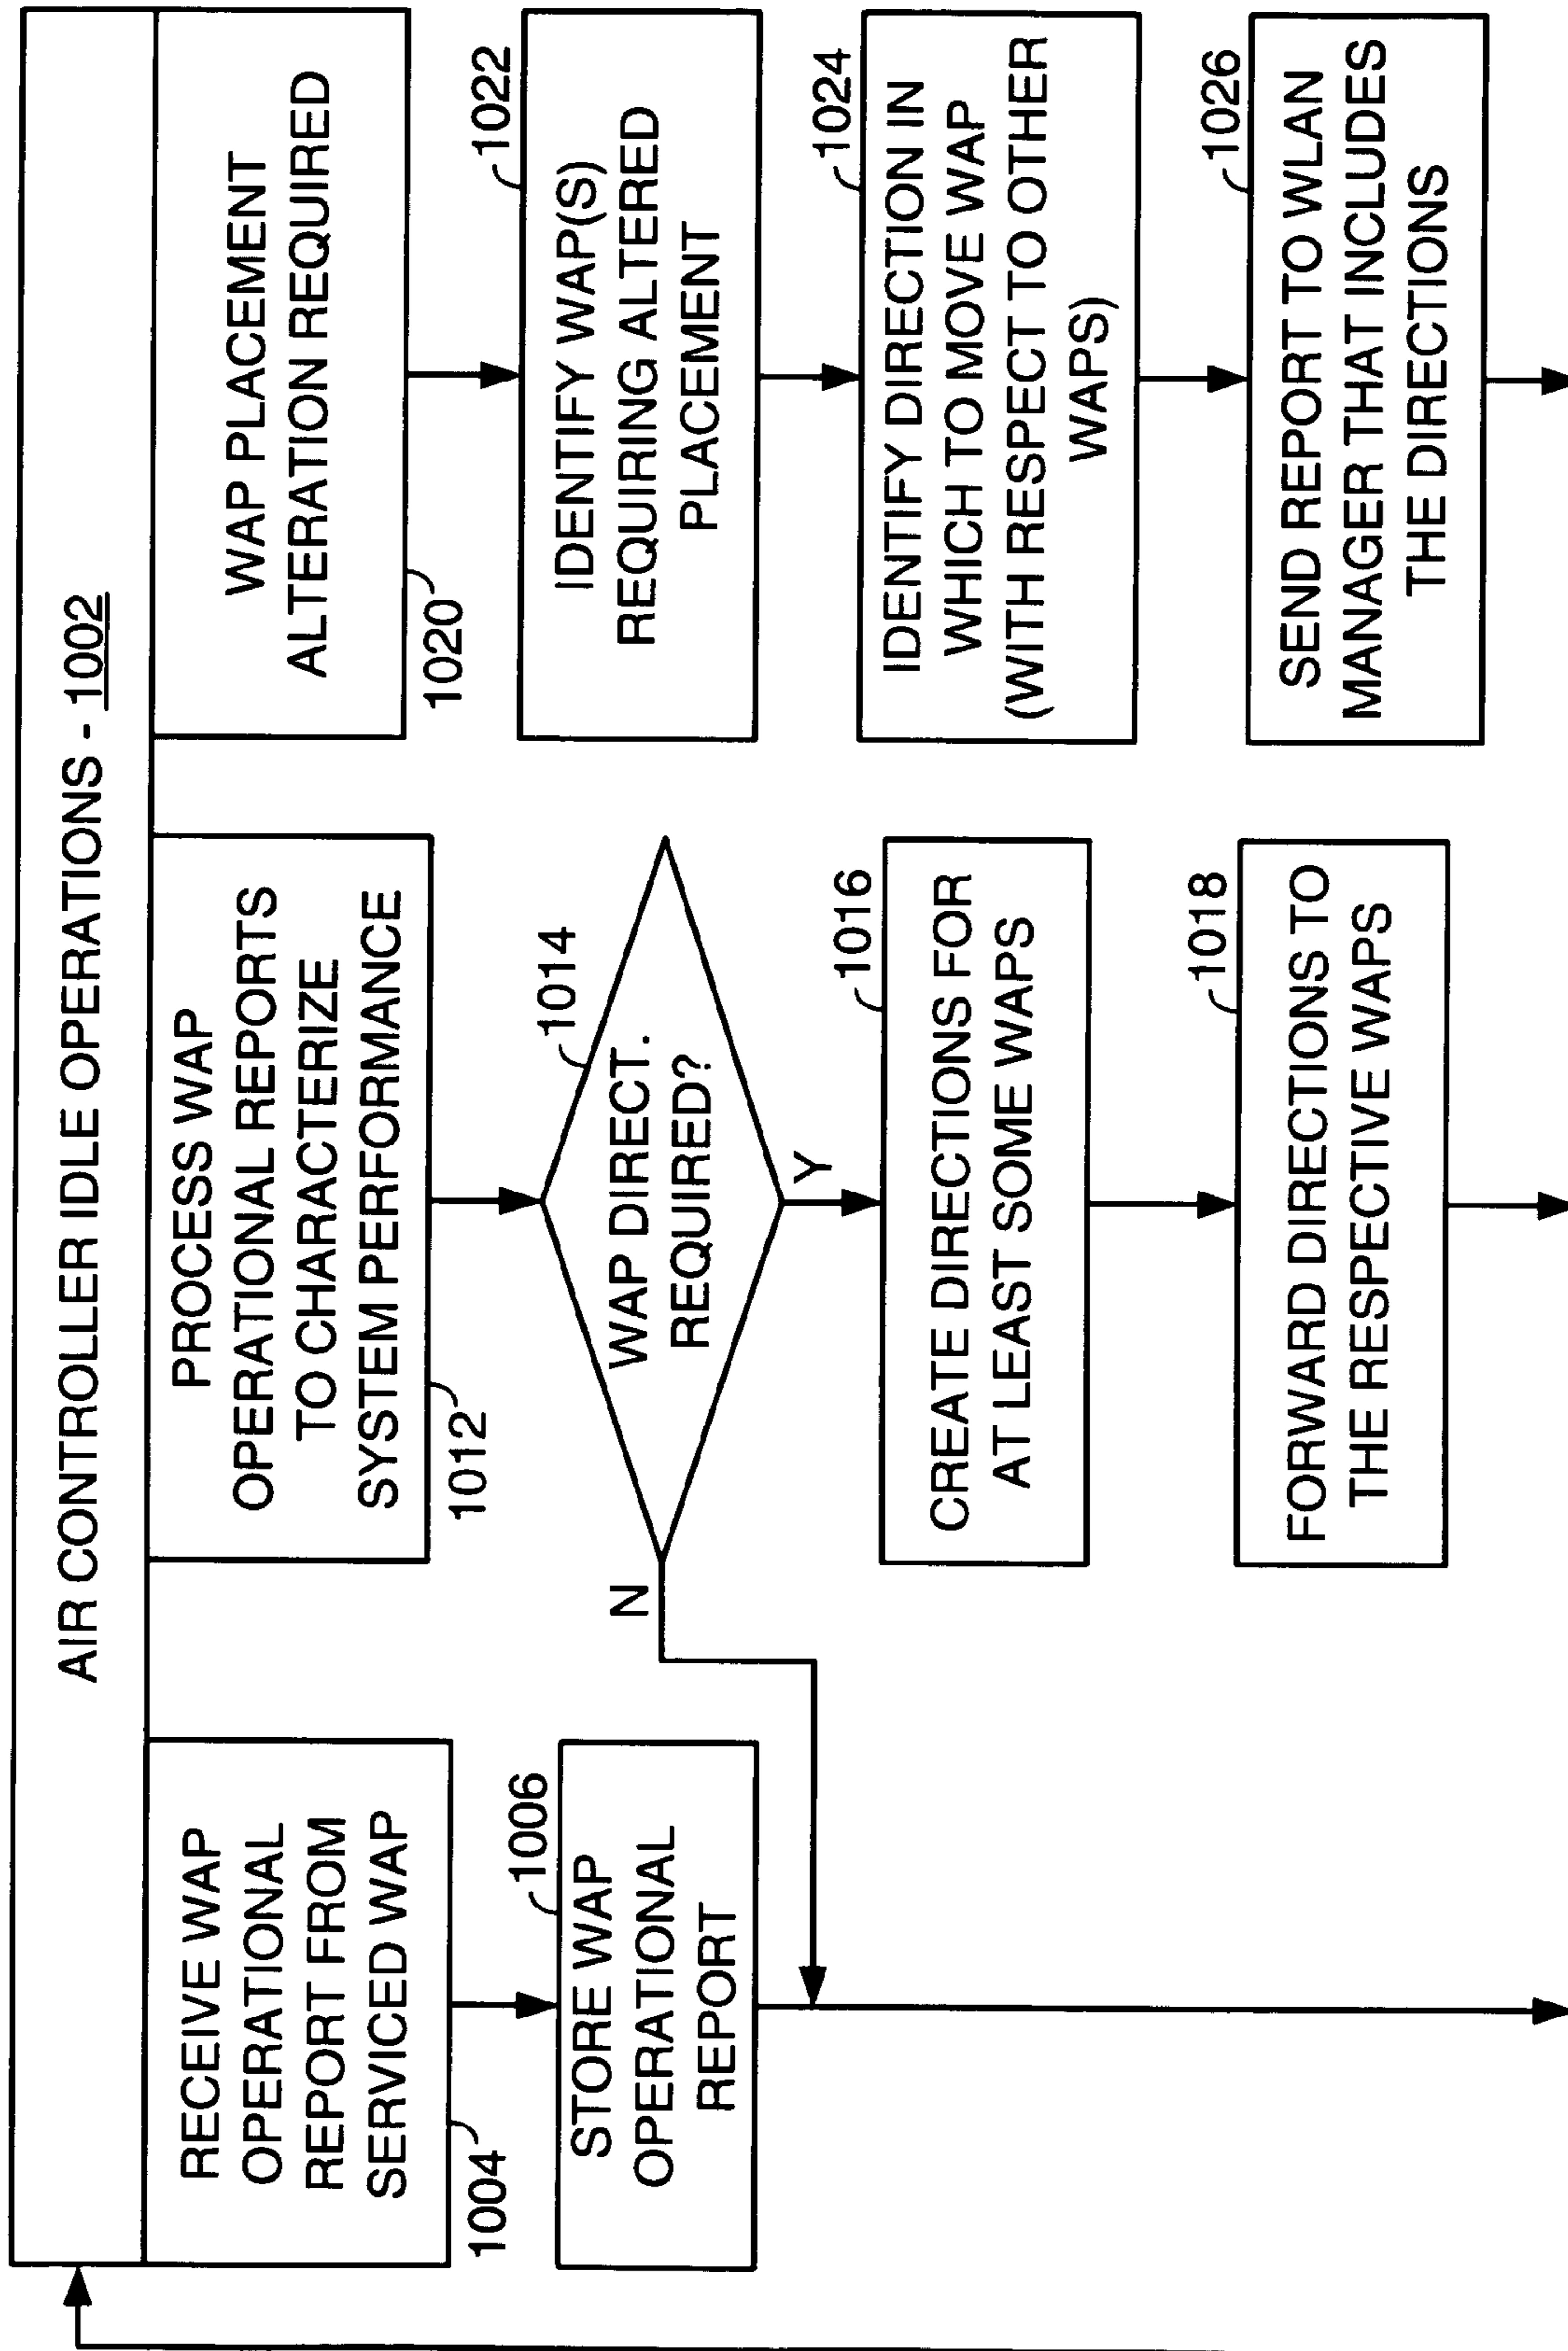 AIR CONTROLLER IDLE OPERATIONS - 1002
RECEIVE WAP
OPERATIONAL
REPORT FROM
SERVICED WAP
1004
1006
STORE WAP
OPERATIONAL
REPORT
PROCESS WAP
OPERATIONAL REPORTS
TO CHARACTERIZE
SYSTEM PERFORMANCE
1012
1014
WAP DIRECT.
REQUIRED?
N
Y
1016
CREATE DIRECTIONS FOR
AT LEAST SOME WAPS
1018
FORWARD DIRECTIONS TO
THE RESPECTIVE WAPS
WAP PLACEMENT
ALTERATION REQUIRED
1020
1022
IDENTIFY WAP(S)
REQUIRING ALTERED
PLACEMENT
1024
IDENTIFY DIRECTION IN
WHICH TO MOVE WAP
(WITH RESPECT TO OTHER
WAPS)
1026
SEND REPORT TO WLAN
MANAGER THAT INCLUDES
THE DIRECTIONS